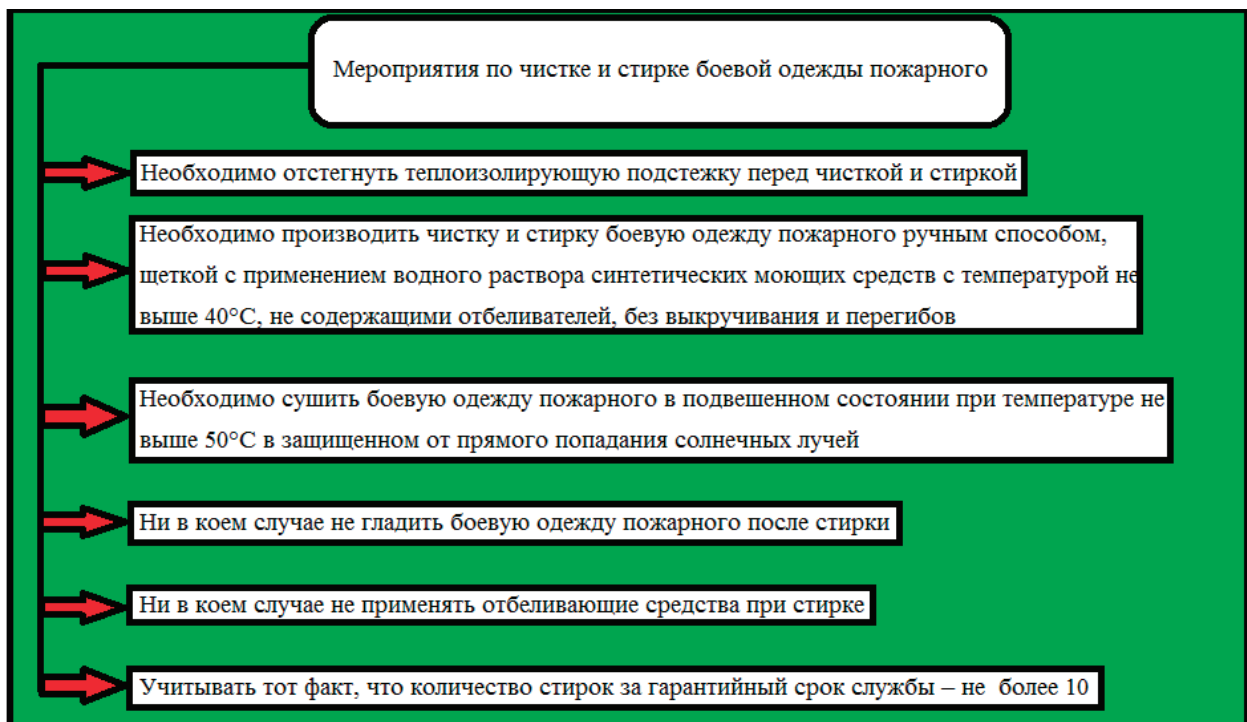 Мероприятия по чистке и стирке боевой одежды пожарного
Необходимо отстегнуть теплоизолирующую подстежку перед чисткой и стиркой
Необходимо производить чистку и стирку боевую одежду пожарного ручным способом,
щеткой с применением водного раствора синтетических моющих средств с температурой не
выше 40°С, не содержащими отбеливателей, без выкручивания и перегибов
Необходимо сушить боевую одежду пожарного в подвешенном состоянии при температуре не
выше 50°С в защищенном от прямого попадания солнечных лучей
Ни в коем случае не гладить боевую одежду пожарного после стирки
Ни в коем случае не применять отбеливающие средства при стирке
Учитывать тот факт, что количество стирок за гарантийный срок службы – не более 10